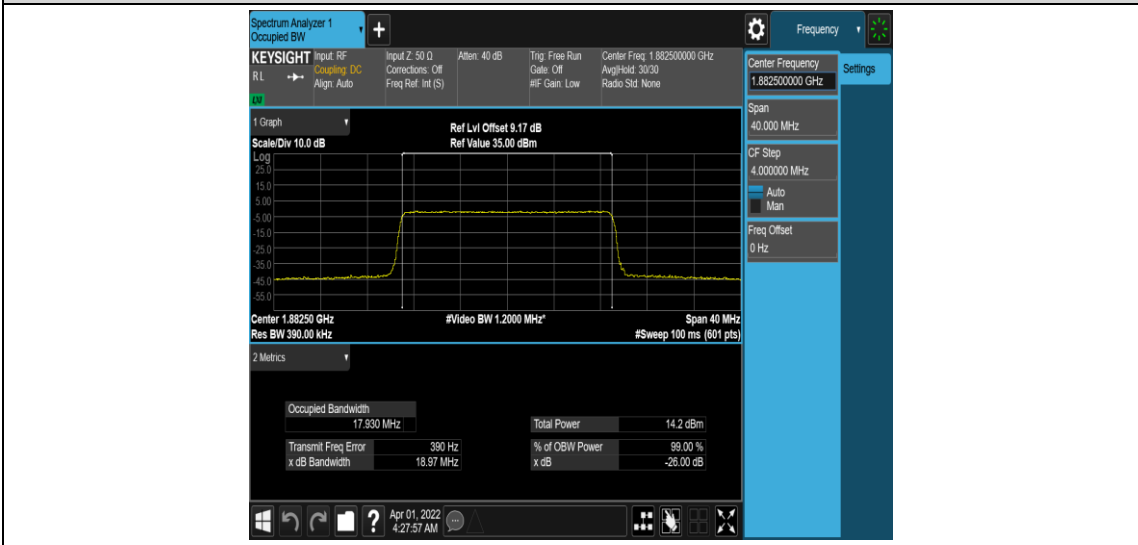 Spectrum Analyzer 1
Occupied BW
+
Frequency
KEYSIGHT
Input: RF
Input Z: 50 Ω
Atten: 40 dB
Trig: Free Run
Center Freq: 1.882500000 GHz
R L
Coupling: DC
Corrections: Off
Gate: Off
Avg|Hold: 30/30
Align: Auto
Freq Ref: Int (S)
#IF Gain: Low
Radio Std: None
LXI
Center Frequency
1.882500000 GHz
Settings
Span
40.000 MHz
CF Step
4.000000 MHz
Auto
Man
Freq Offset
0 Hz
1 Graph
Ref Lvl Offset 9.17 dB
Scale/Div 10.0 dB
Ref Value 35.00 dBm
Log
25.0
15.0
5.00
-5.00
-15.0
-25.0
-35.0
-45.0
-55.0
Center 1.88250 GHz
#Video BW 1.2000 MHz*
Span 40 MHz
Res BW 390.00 kHz
#Sweep 100 ms (601 pts)
2 Metrics
Occupied Bandwidth
17.930 MHz
Total Power
14.2 dBm
Transmit Freq Error
390 Hz
% of OBW Power
99.00 %
x dB Bandwidth
18.97 MHz
x dB
-26.00 dB
?
Apr 01, 2022
4:27:57 AM